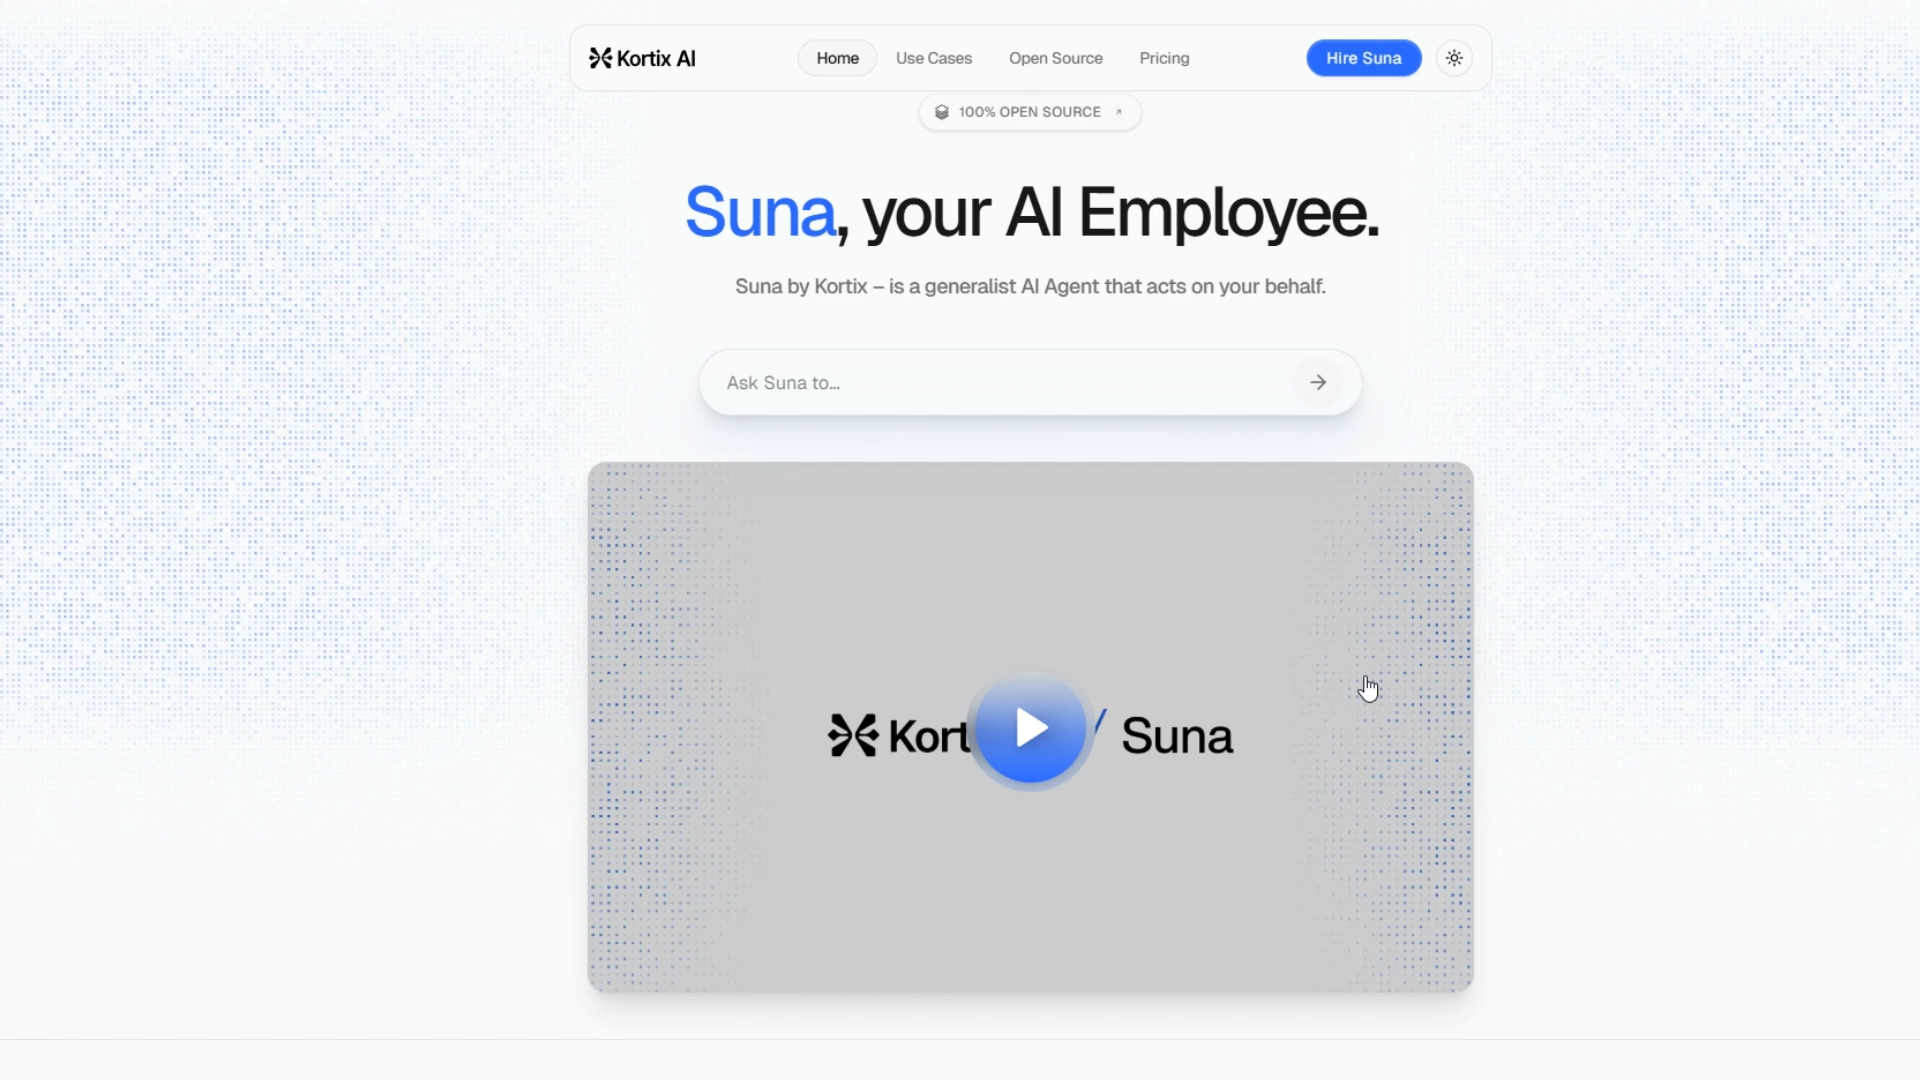 Kortix AI
Home
Use Cases
Open Source
Pricing
Hire Suna
100% OPEN SOURCE
Suna, your AI Employee.
Suna by Kortix – is a generalist AI Agent that acts on your behalf.
Ask Suna to...
Kort / Suna